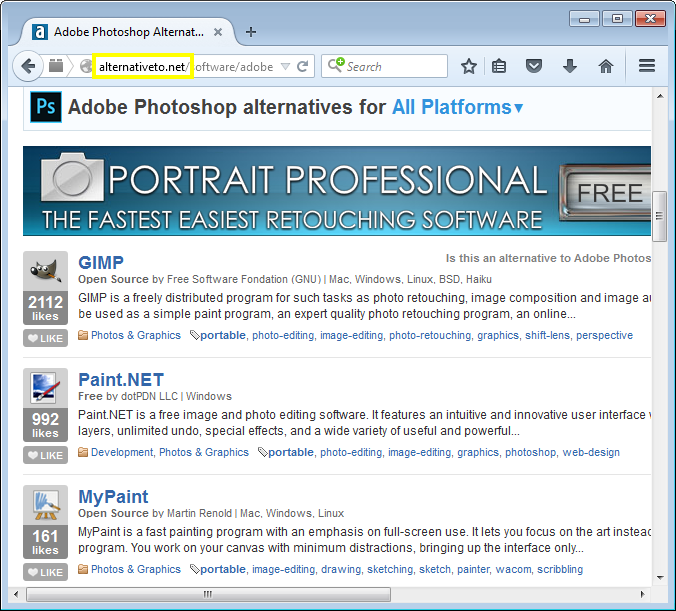 Adobe Photoshop Alternat...
alternativeto.net/software/adobe
Search
Ps Adobe Photoshop alternatives for All Platforms
PORTRAIT PROFESSIONAL
THE FASTEST EASIEST RETOUCHING SOFTWARE
FREE
GIMP
Is this an alternative to Adobe Photos
Open Source by Free Software Fondation (GNU) | Mac, Windows, Linux, BSD, Haiku
2112
likes
LIKE
GIMP is a freely distributed program for such tasks as photo retouching, image composition and image au
be used as a simple paint program, an expert quality photo retouching program, an online...
Photos & Graphics portable, photo-editing, image-editing, photo-retouching, graphics, shift-lens, perspective
Paint.NET
Free by dotPDN LLC | Windows
992
likes
LIKE
Paint.NET is a free image and photo editing software. It features an intuitive and innovative user interface w
layers, unlimited undo, special effects, and a wide variety of useful and powerful...
Development, Photos & Graphics portable, photo-editing, image-editing, graphics, photoshop, web-design
MyPaint
Open Source by Martin Renold | Mac, Windows, Linux
161
likes
LIKE
MyPaint is a fast painting program with an emphasis on full-screen use. It lets you focus on the art instead
program. You work on your canvas with minimum distractions, bringing up the interface only...
Photos & Graphics portable, image-editing, drawing, sketching, sketch, painter, wacom, scribbling